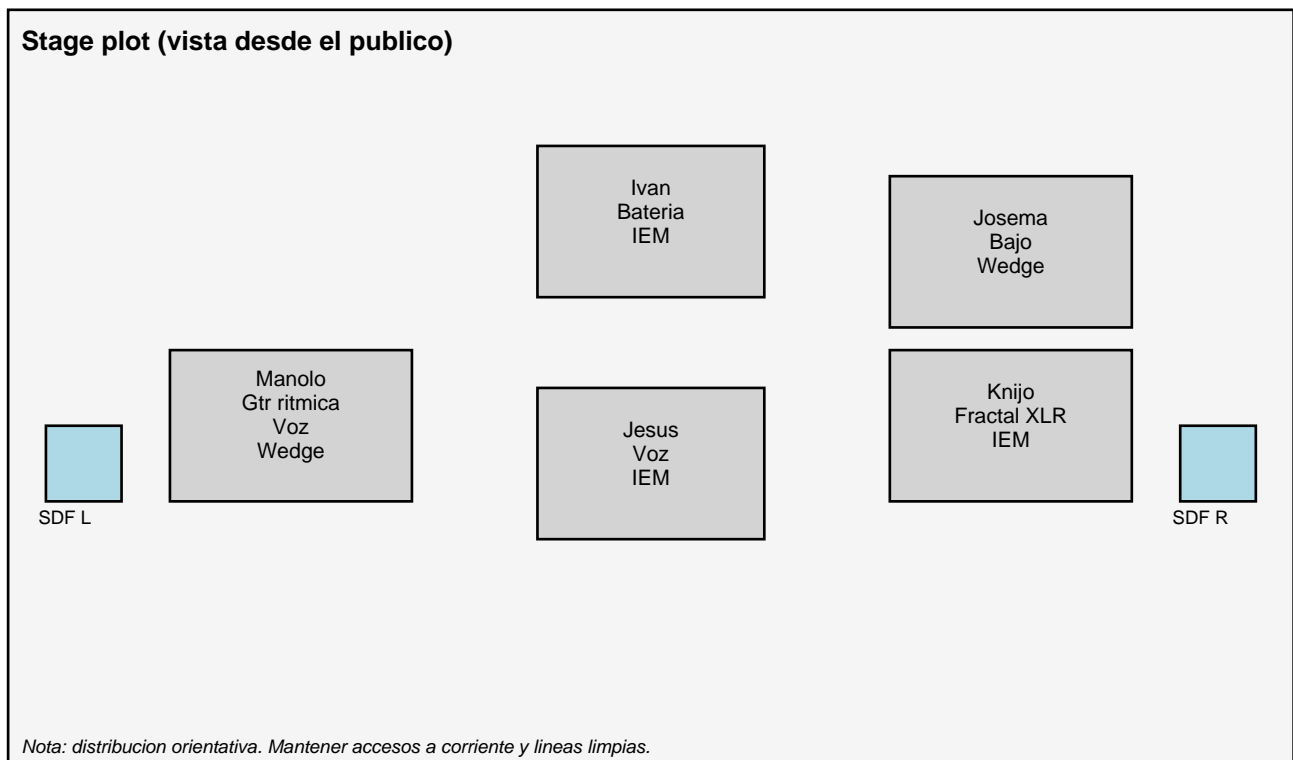 Stage plot (vista desde el publico)
Ivan
Bateria
IEM
Josema
Bajo
Wedge
Manolo
Gtr ritmica
Voz
Wedge
Jesus
Voz
IEM
Knijo
Fractal XLR
IEM
SDF L
SDF R
Nota: distribucion orientativa. Mantener accesos a corriente y lineas limpias.